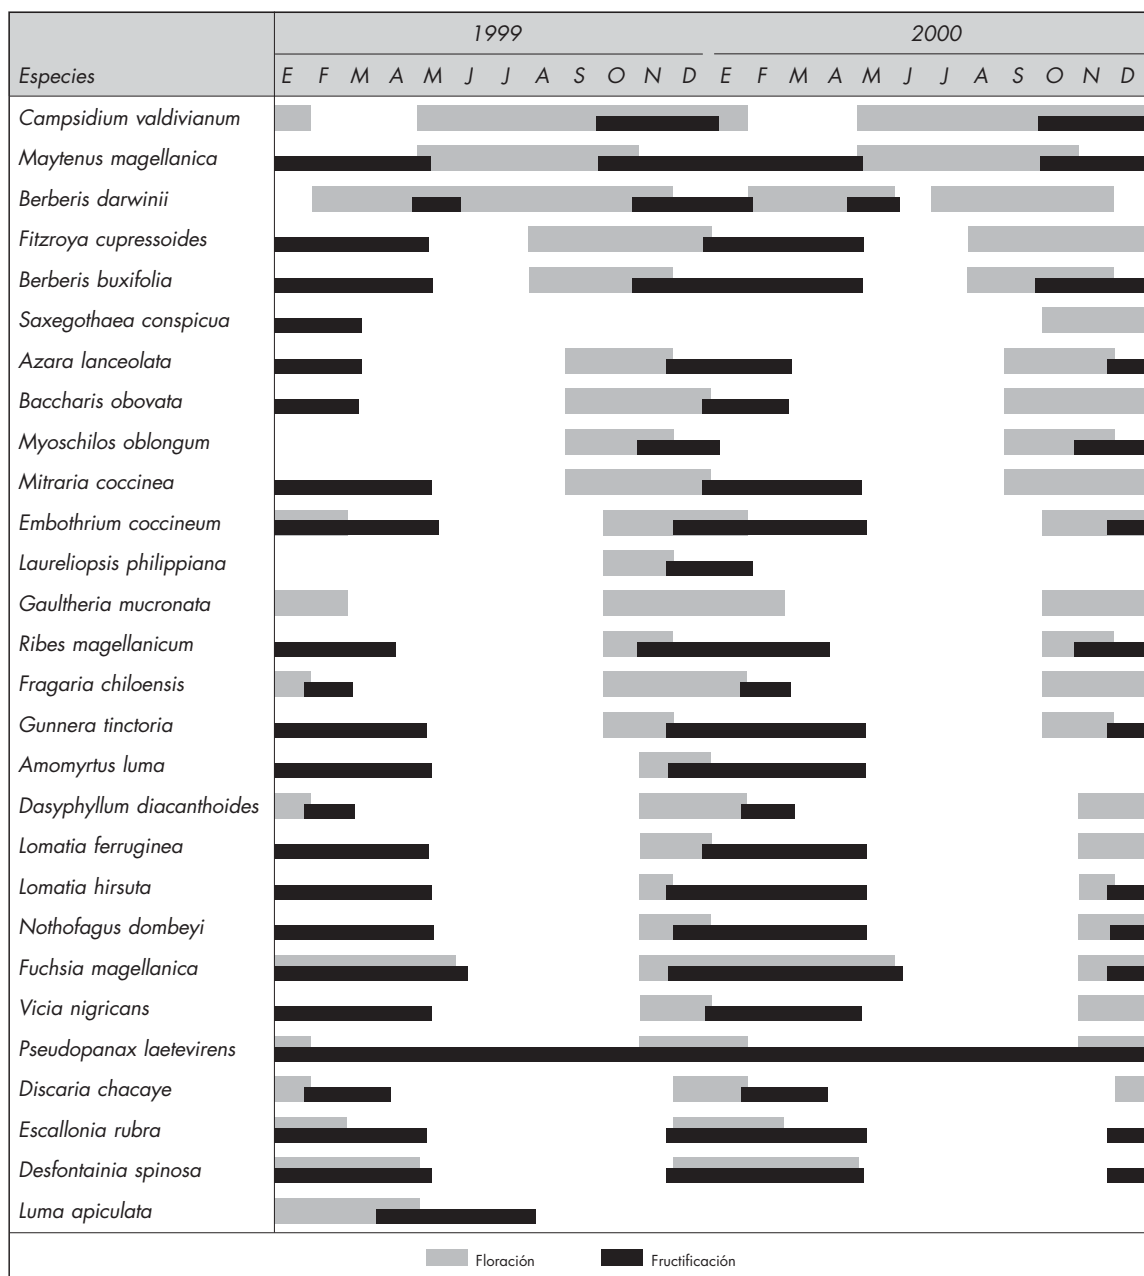 1999 2000
Especies E F M A M J J A S O N D E F M A M J J A S O N D
Campsidium valdivianum
Maytenus magellanica
Berberis darwinii
Fitzroya cupressoides
Berberis buxifolia
Saxegothaea conspicua
Azara lanceolata
Baccharis obovata
Myoschilos oblongum
Mitraria coccinea
Embothrium coccineum
Laureliopsis philippiana
Gaultheria mucronata
Ribes magellanicum
Fragaria chiloensis
Gunnera tinctoria
Amomyrtus luma
Dasyphyllum diacanthoides
Lomatia ferruginea
Lomatia hirsuta
Nothofagus dombeyi
Fuchsia magellanica
Vicia nigricans
Pseudopanax laetevirens
Discaria chacaye
Escallonia rubra
Desfontainia spinosa
Luma apiculata
Floración Fructificación